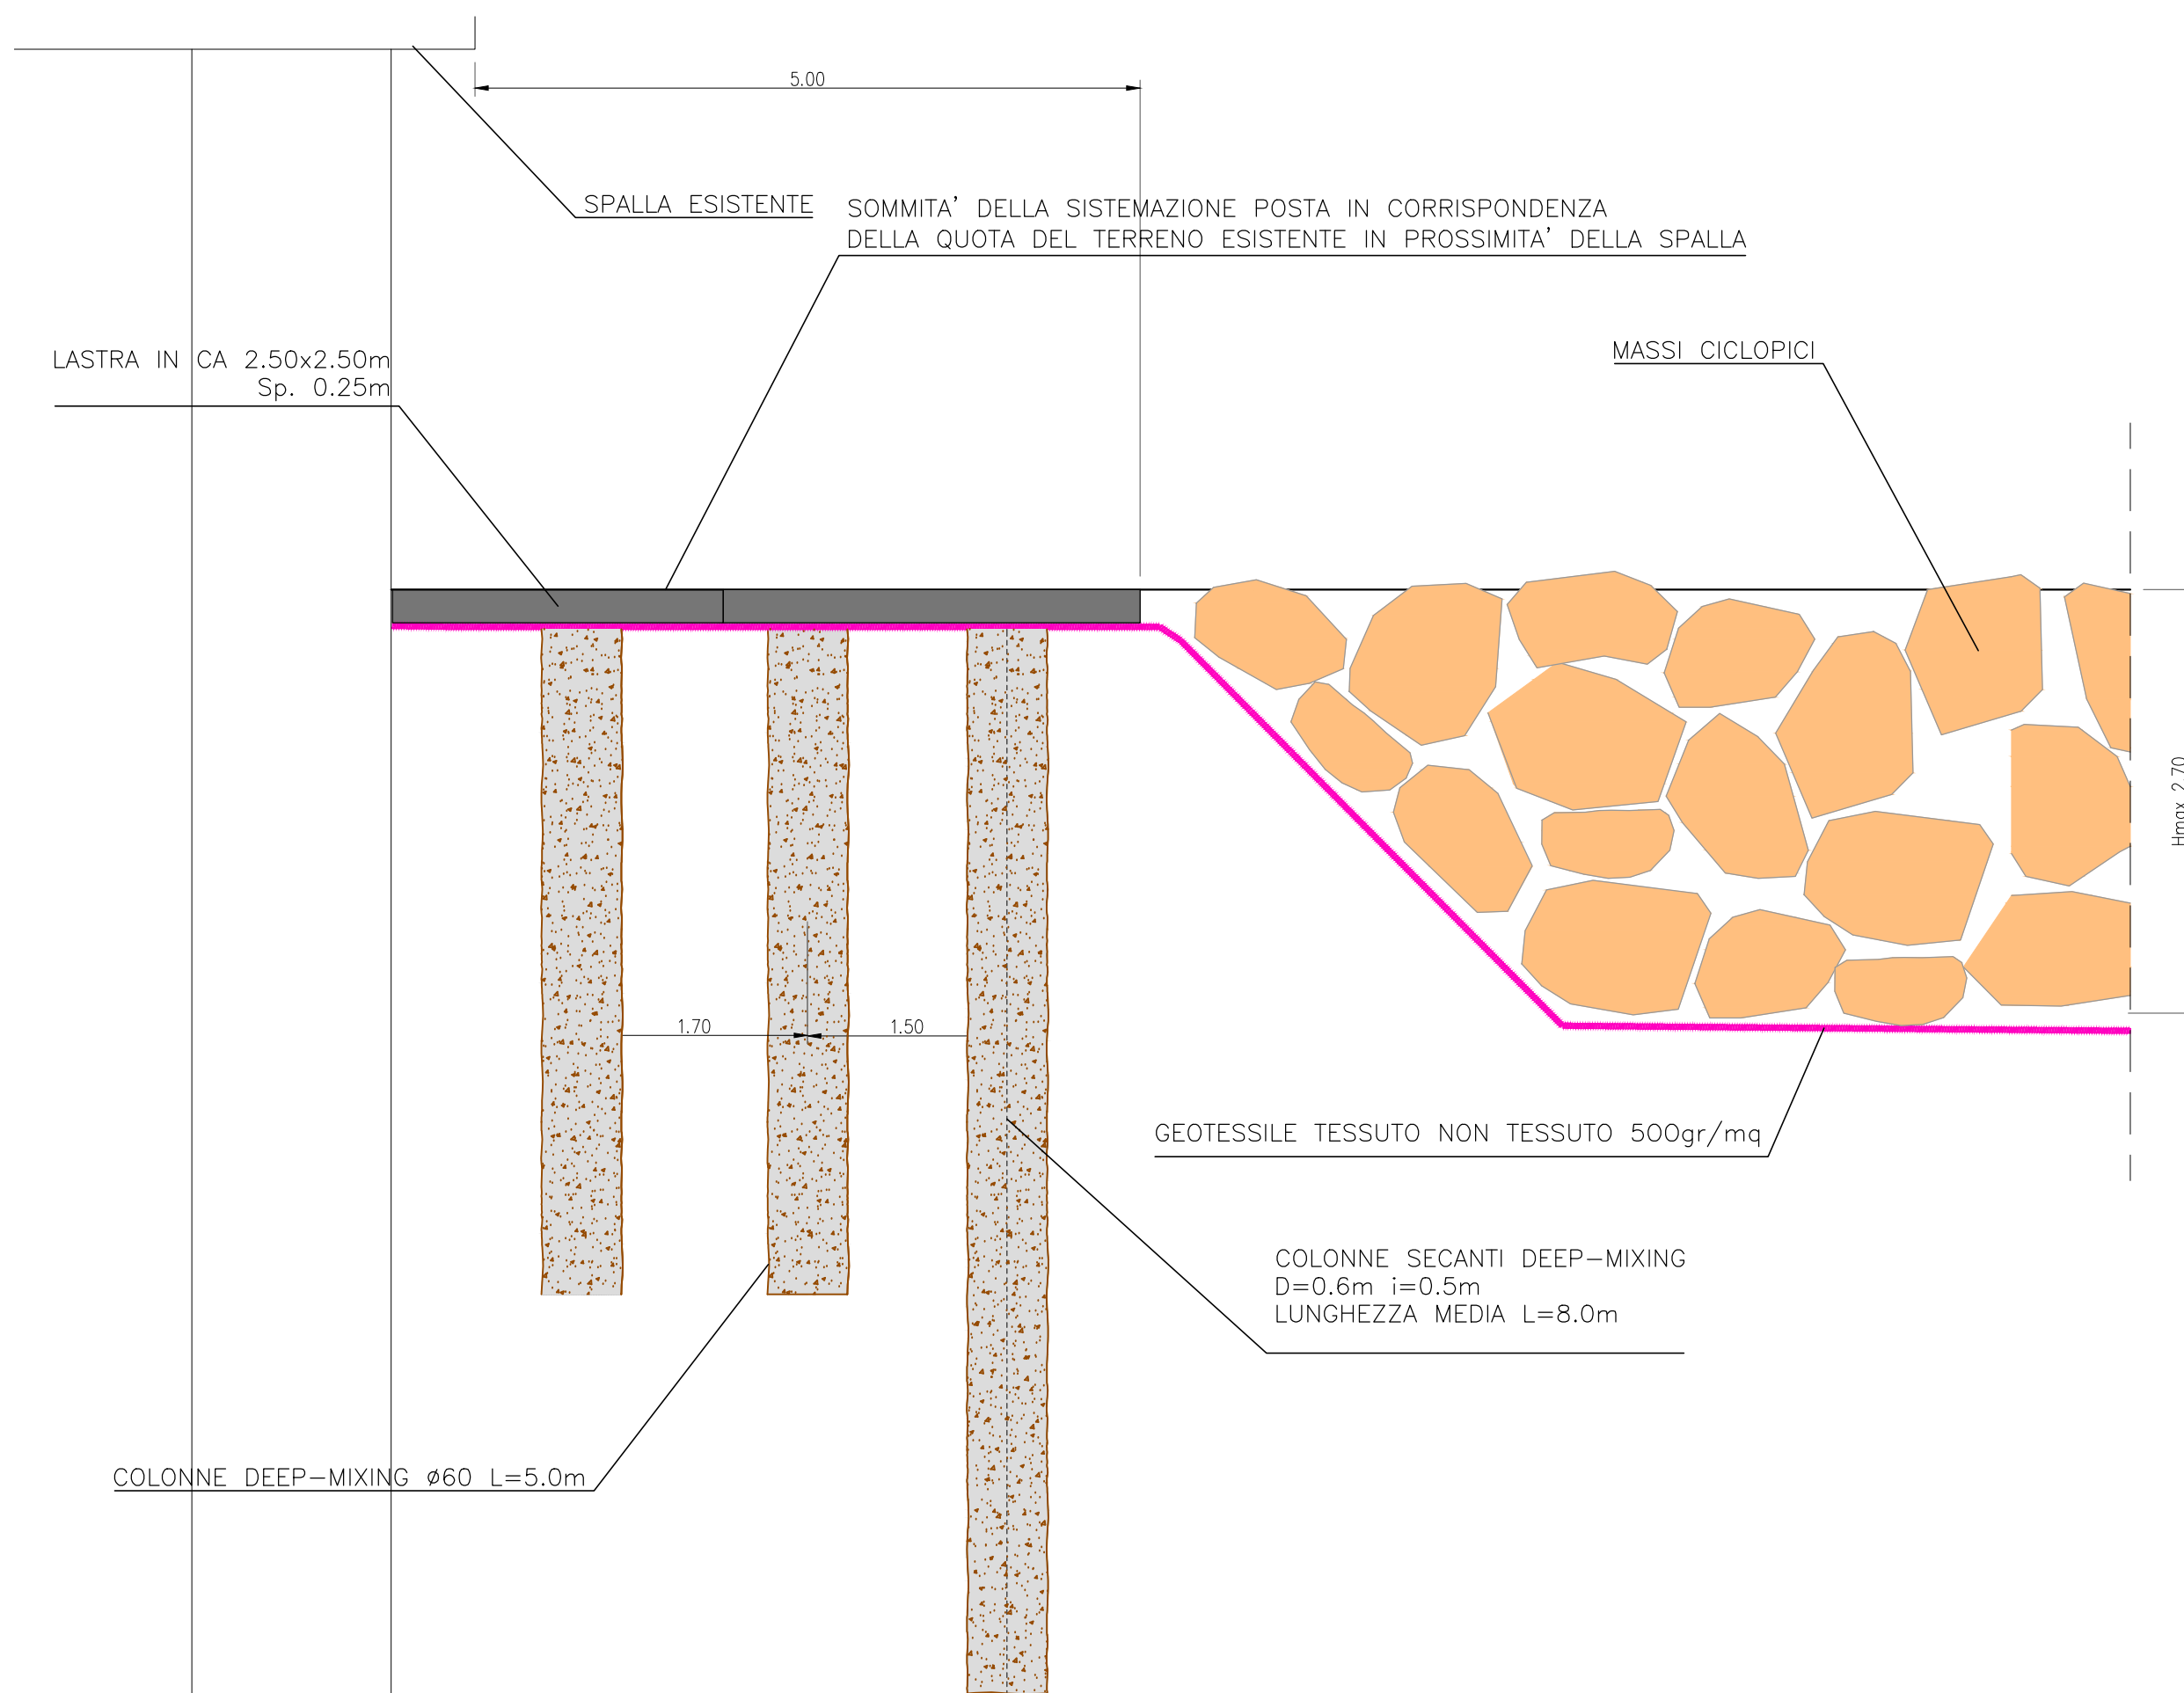 5.00
SPALLA ESISTENTE
SOMMITA' DELLA SISTEMAZIONE POSTA IN CORRISPONDENZA
DELLA QUOTA DEL TERRENO ESISTENTE IN PROSSIMITA' DELLA SPALLA
LASTRA IN CA 2.50x2.50m
Sp. 0.25m
MASSI CICLOPICI
Hmax 2.70
1.70
1.50
GEOTESSILE TESSUTO NON TESSUTO 500gr/mq
COLONNE SECANTI DEEP-MIXING
D=0.6m i=0.5m
LUNGHEZZA MEDIA L=8.0m
COLONNE DEEP-MIXING ø60 L=5.0m